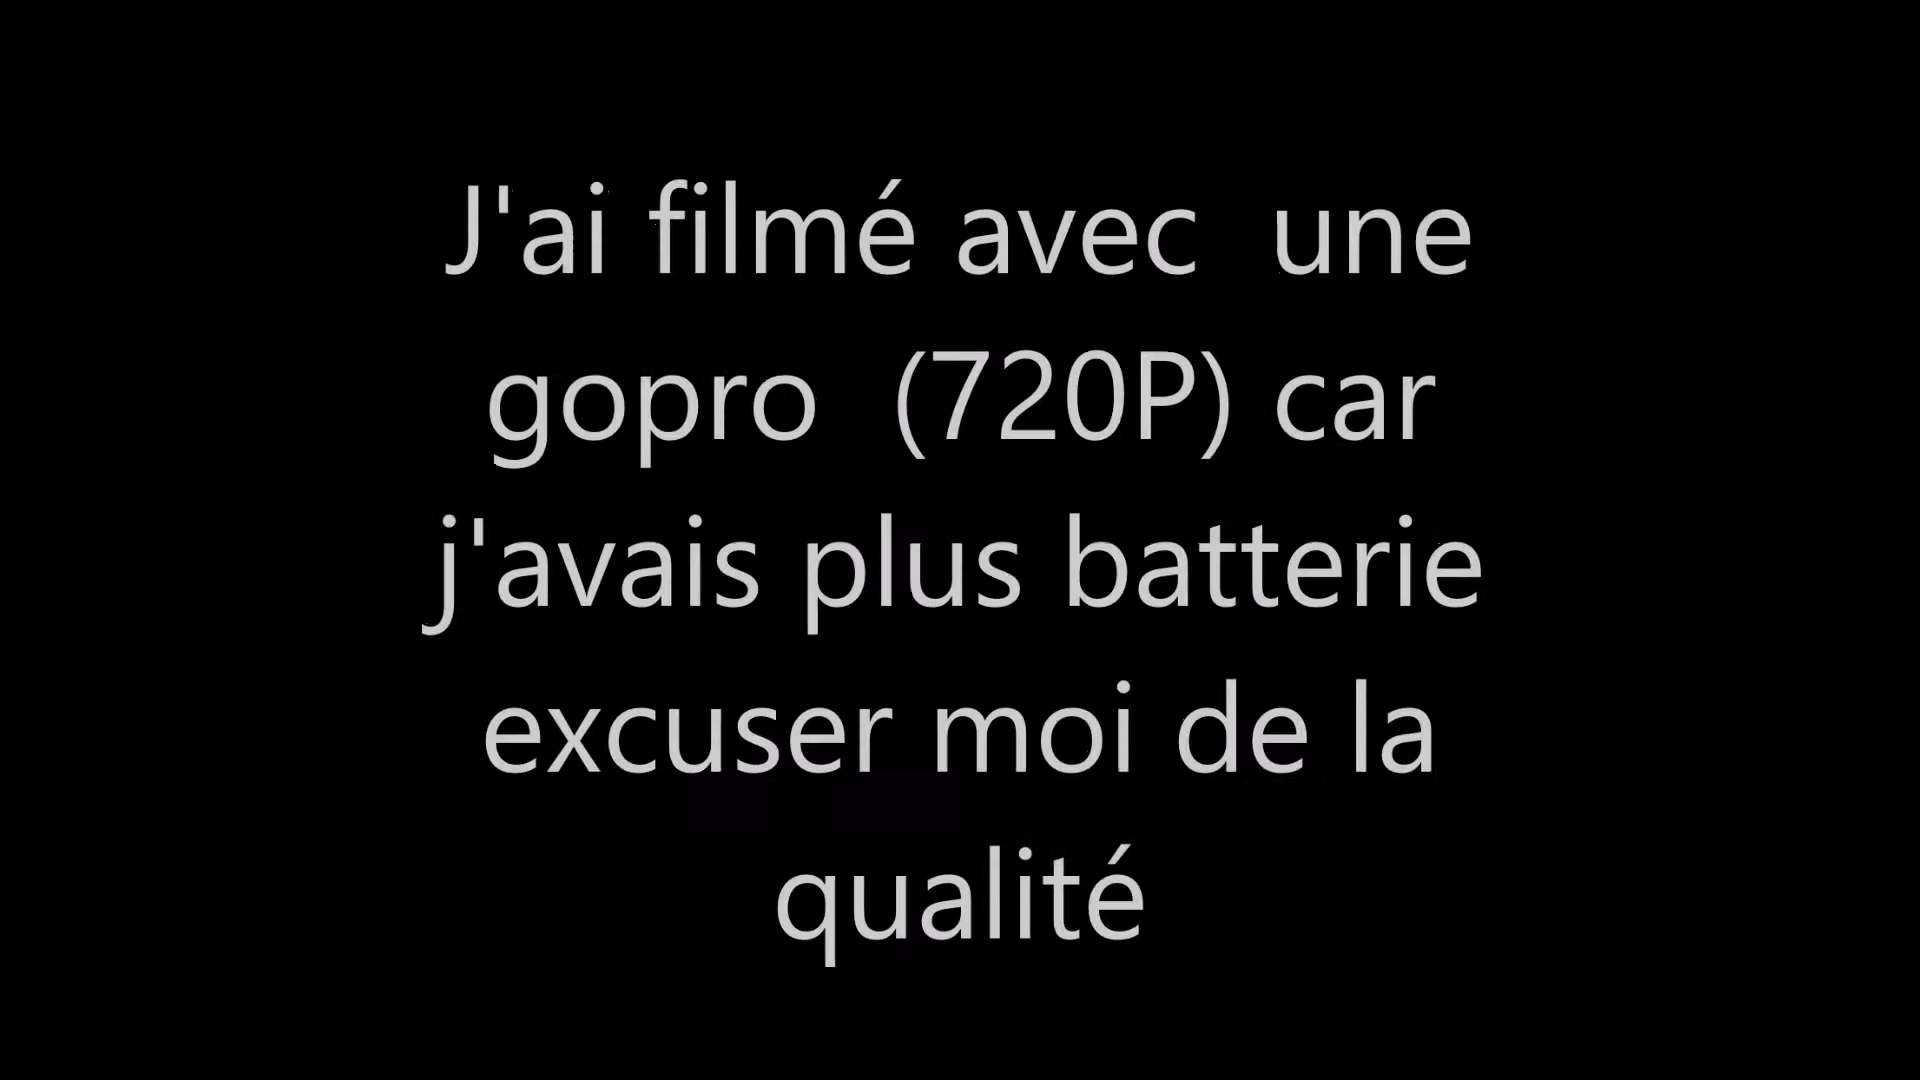 J'ai filmé avec  une
gopro  (720P) car
j'avais plus batterie
excuser moi de la
qualité